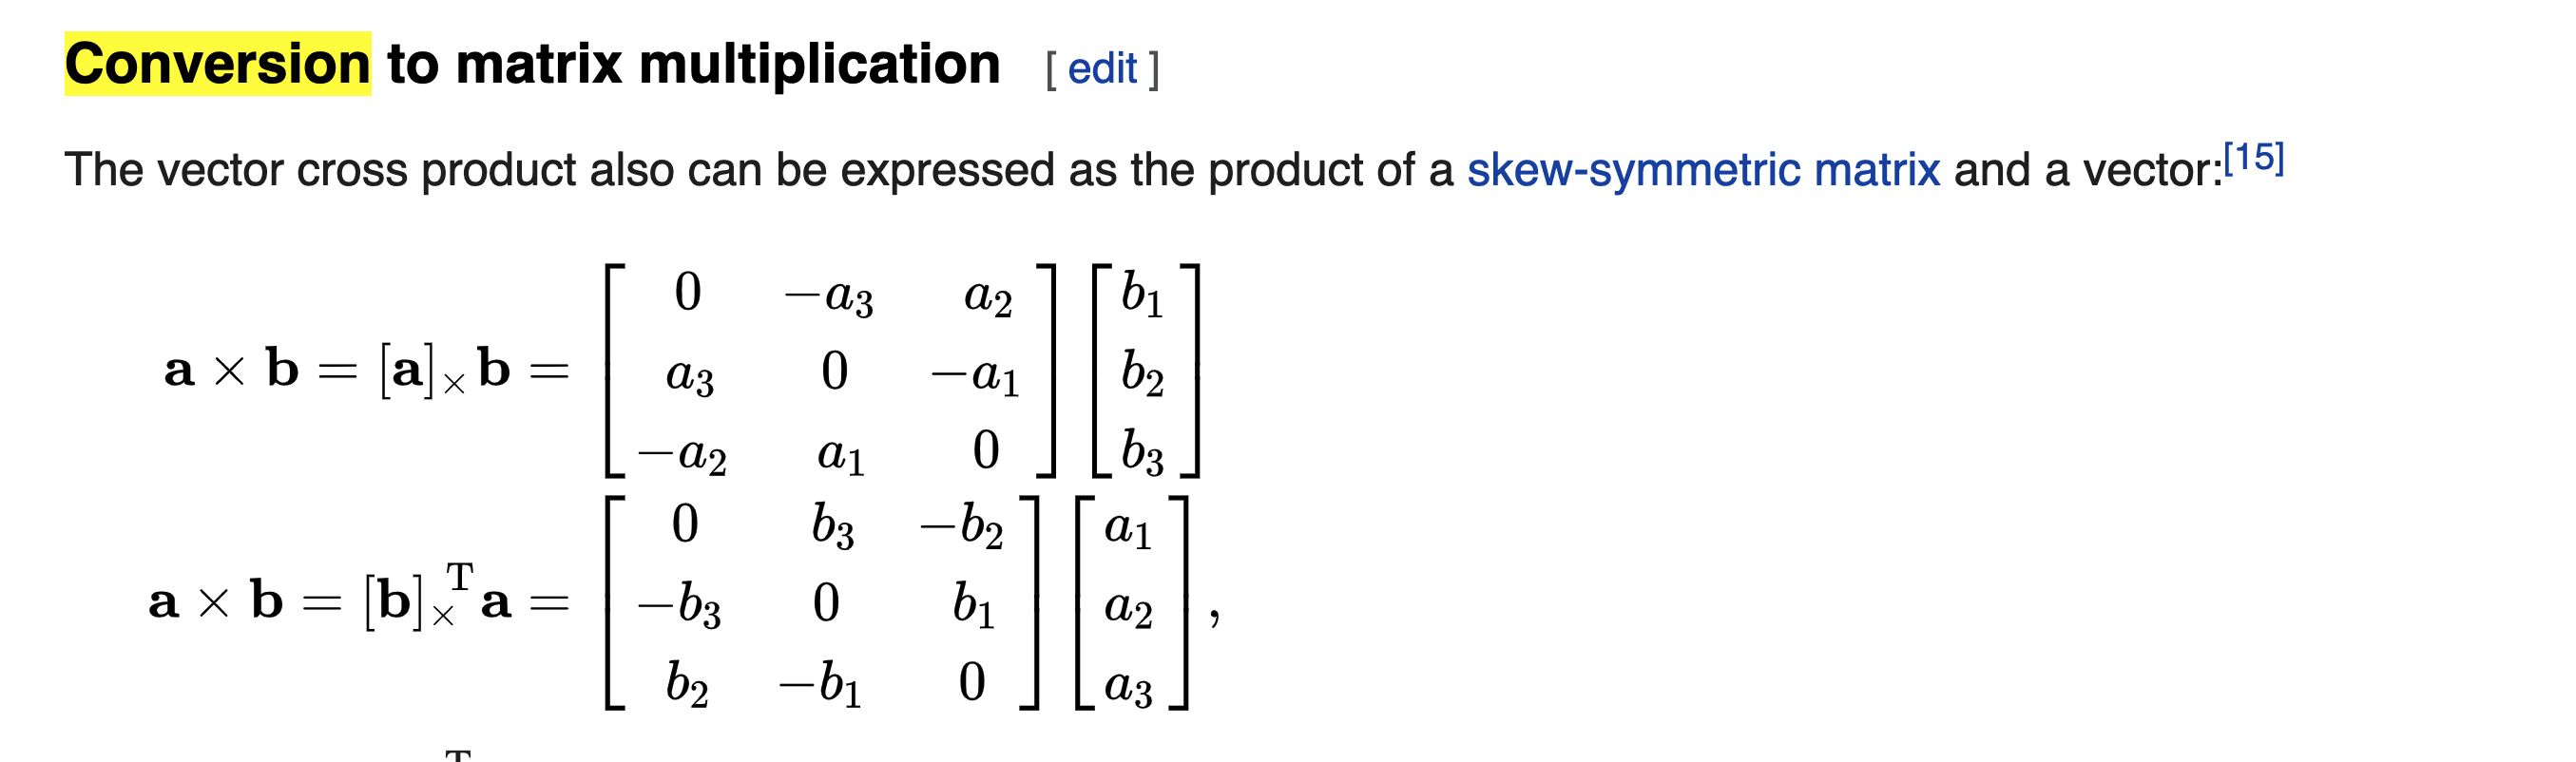 Conversion to matrix multiplication [ edit ]
The vector cross product also can be expressed as the product of a skew-symmetric matrix and a vector:[15]
a × b = [a]× b = [ 0 −a₃ a₂ ] [ b₁ ]
[ a₃ 0 −a₁ ] [ b₂ ]
[ −a₂ a₁ 0 ] [ b₃ ]
a × b = [b]×ᵀ a = [ 0 b₃ −b₂ ] [ a₁ ]
[ −b₃ 0 b₁ ] [ a₂ ] ,
[ b₂ −b₁ 0 ] [ a₃ ]
T